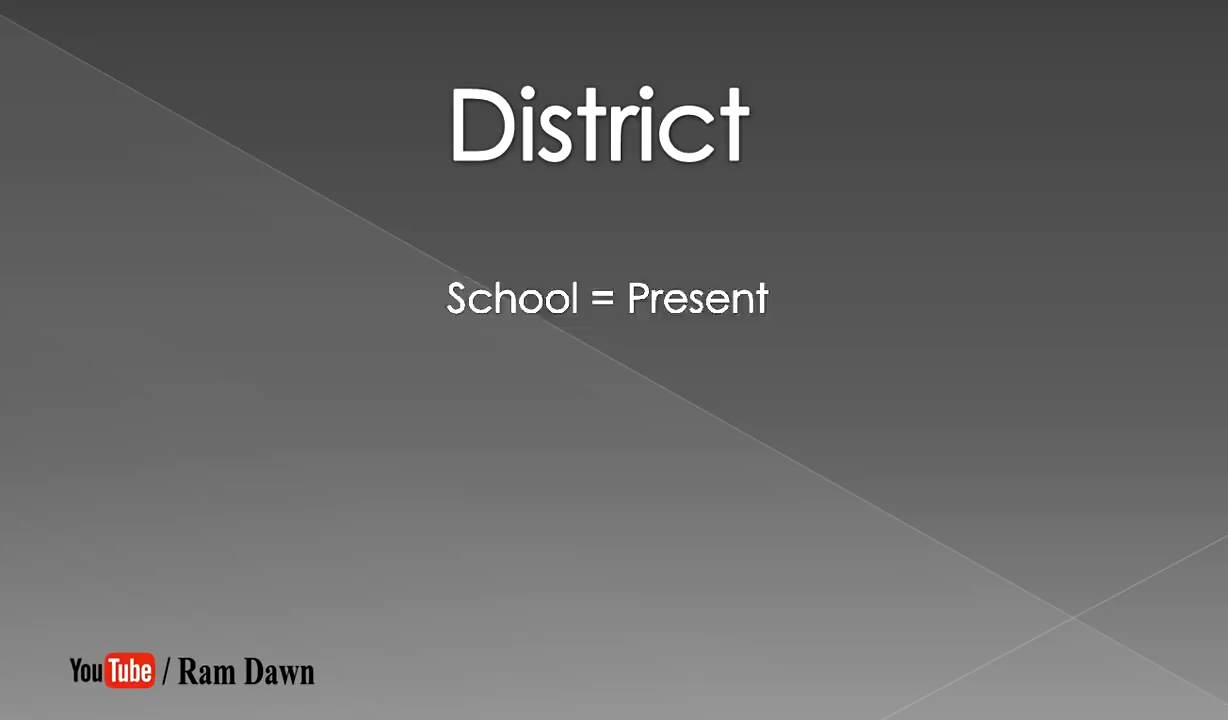 District
School = Present
YouTube / Ram Dawn